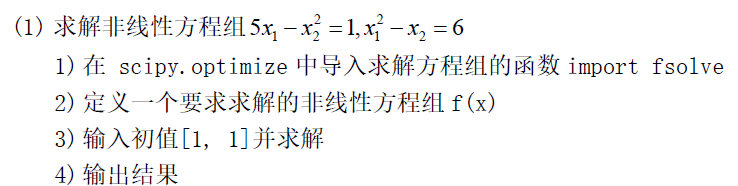 (1) 求解非线性方程组 5x₁ − x₂² = 1, x₁² − x₂ = 6
1) 在 scipy.optimize 中导入求解方程组的函数 import fsolve
2) 定义一个要求求解的非线性方程组 f(x)
3) 输入初值[1, 1]并求解
4) 输出结果